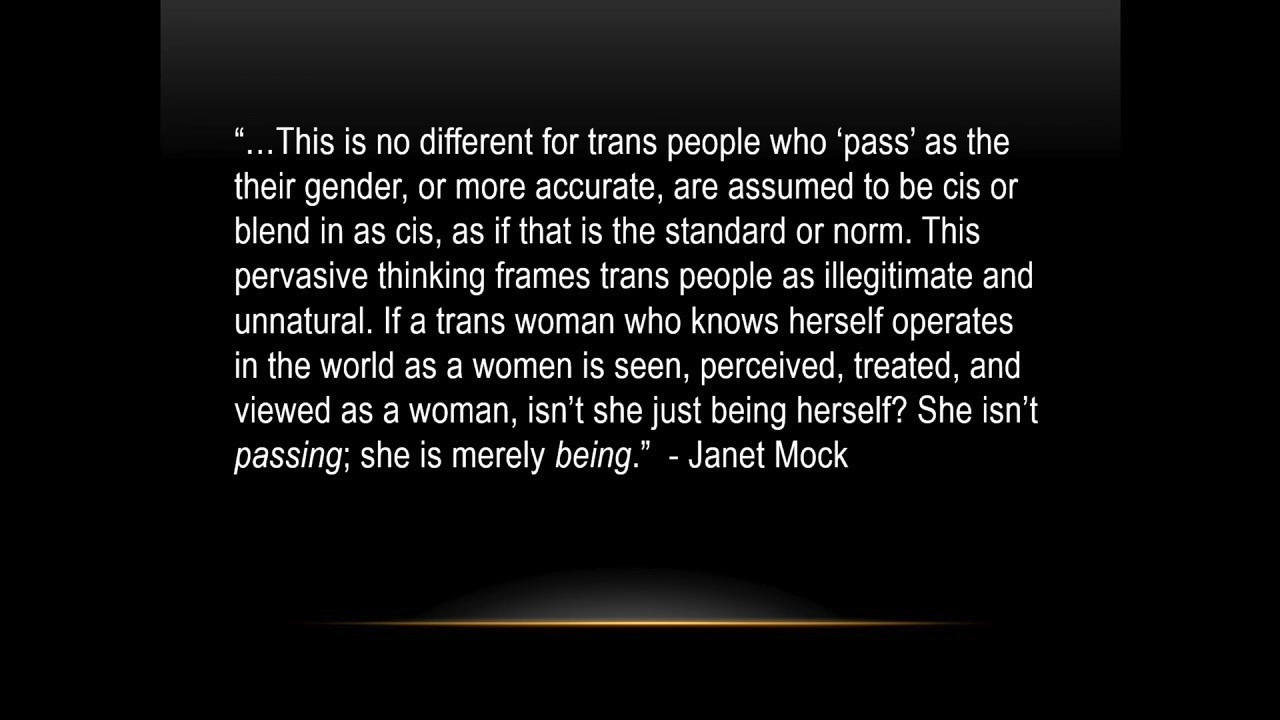 “…This is no different for trans people who ‘pass’ as the
their gender, or more accurate, are assumed to be cis or
blend in as cis, as if that is the standard or norm. This
pervasive thinking frames trans people as illegitimate and
unnatural. If a trans woman who knows herself operates
in the world as a women is seen, perceived, treated, and
viewed as a woman, isn’t she just being herself? She isn’t
passing; she is merely being.” - Janet Mock